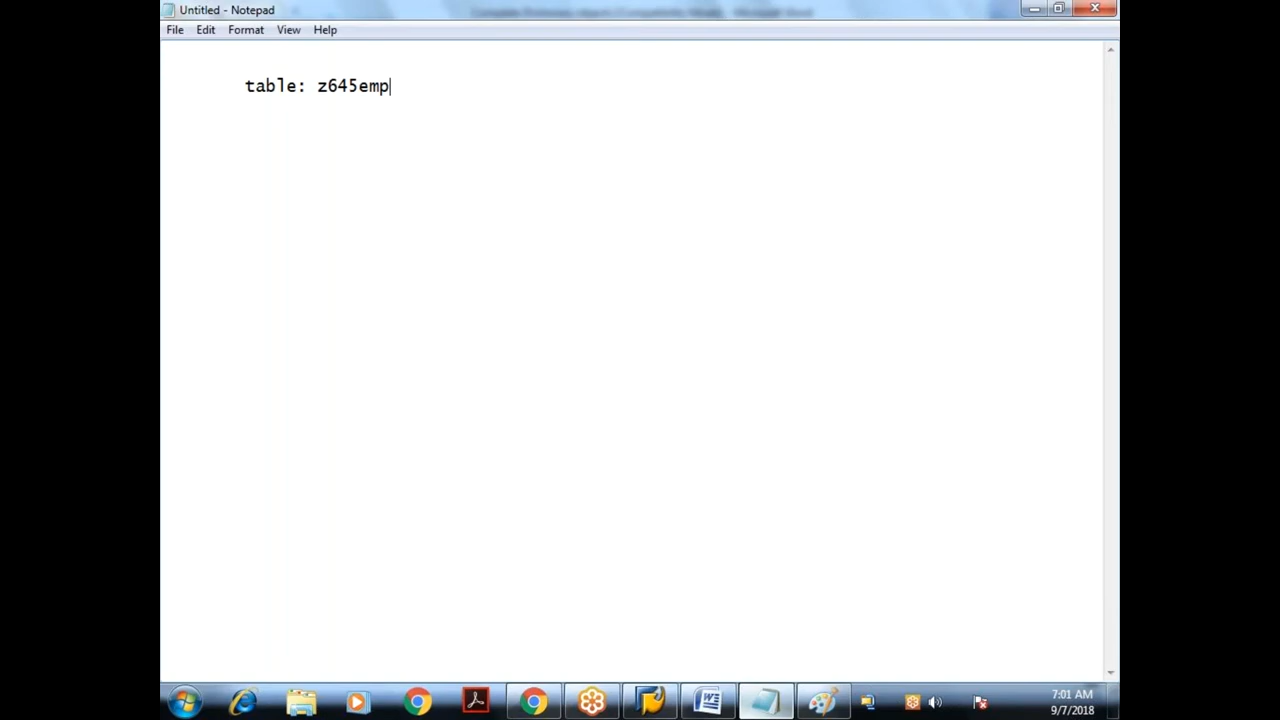 Untitled - Notepad
File Edit Format View Help
table: z645emp
7:01 AM
9/7/2018